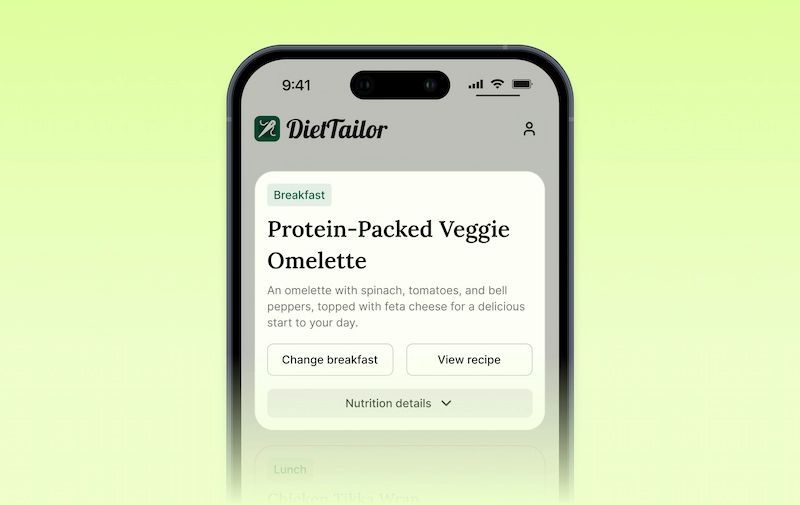 9:41
DietTailor
Breakfast
Protein-Packed Veggie
Omelette
An omelette with spinach, tomatoes, and bell
peppers, topped with feta cheese for a delicious
start to your day.
Change breakfast
View recipe
Nutrition details
Lunch
Chicken Tikka Wrap